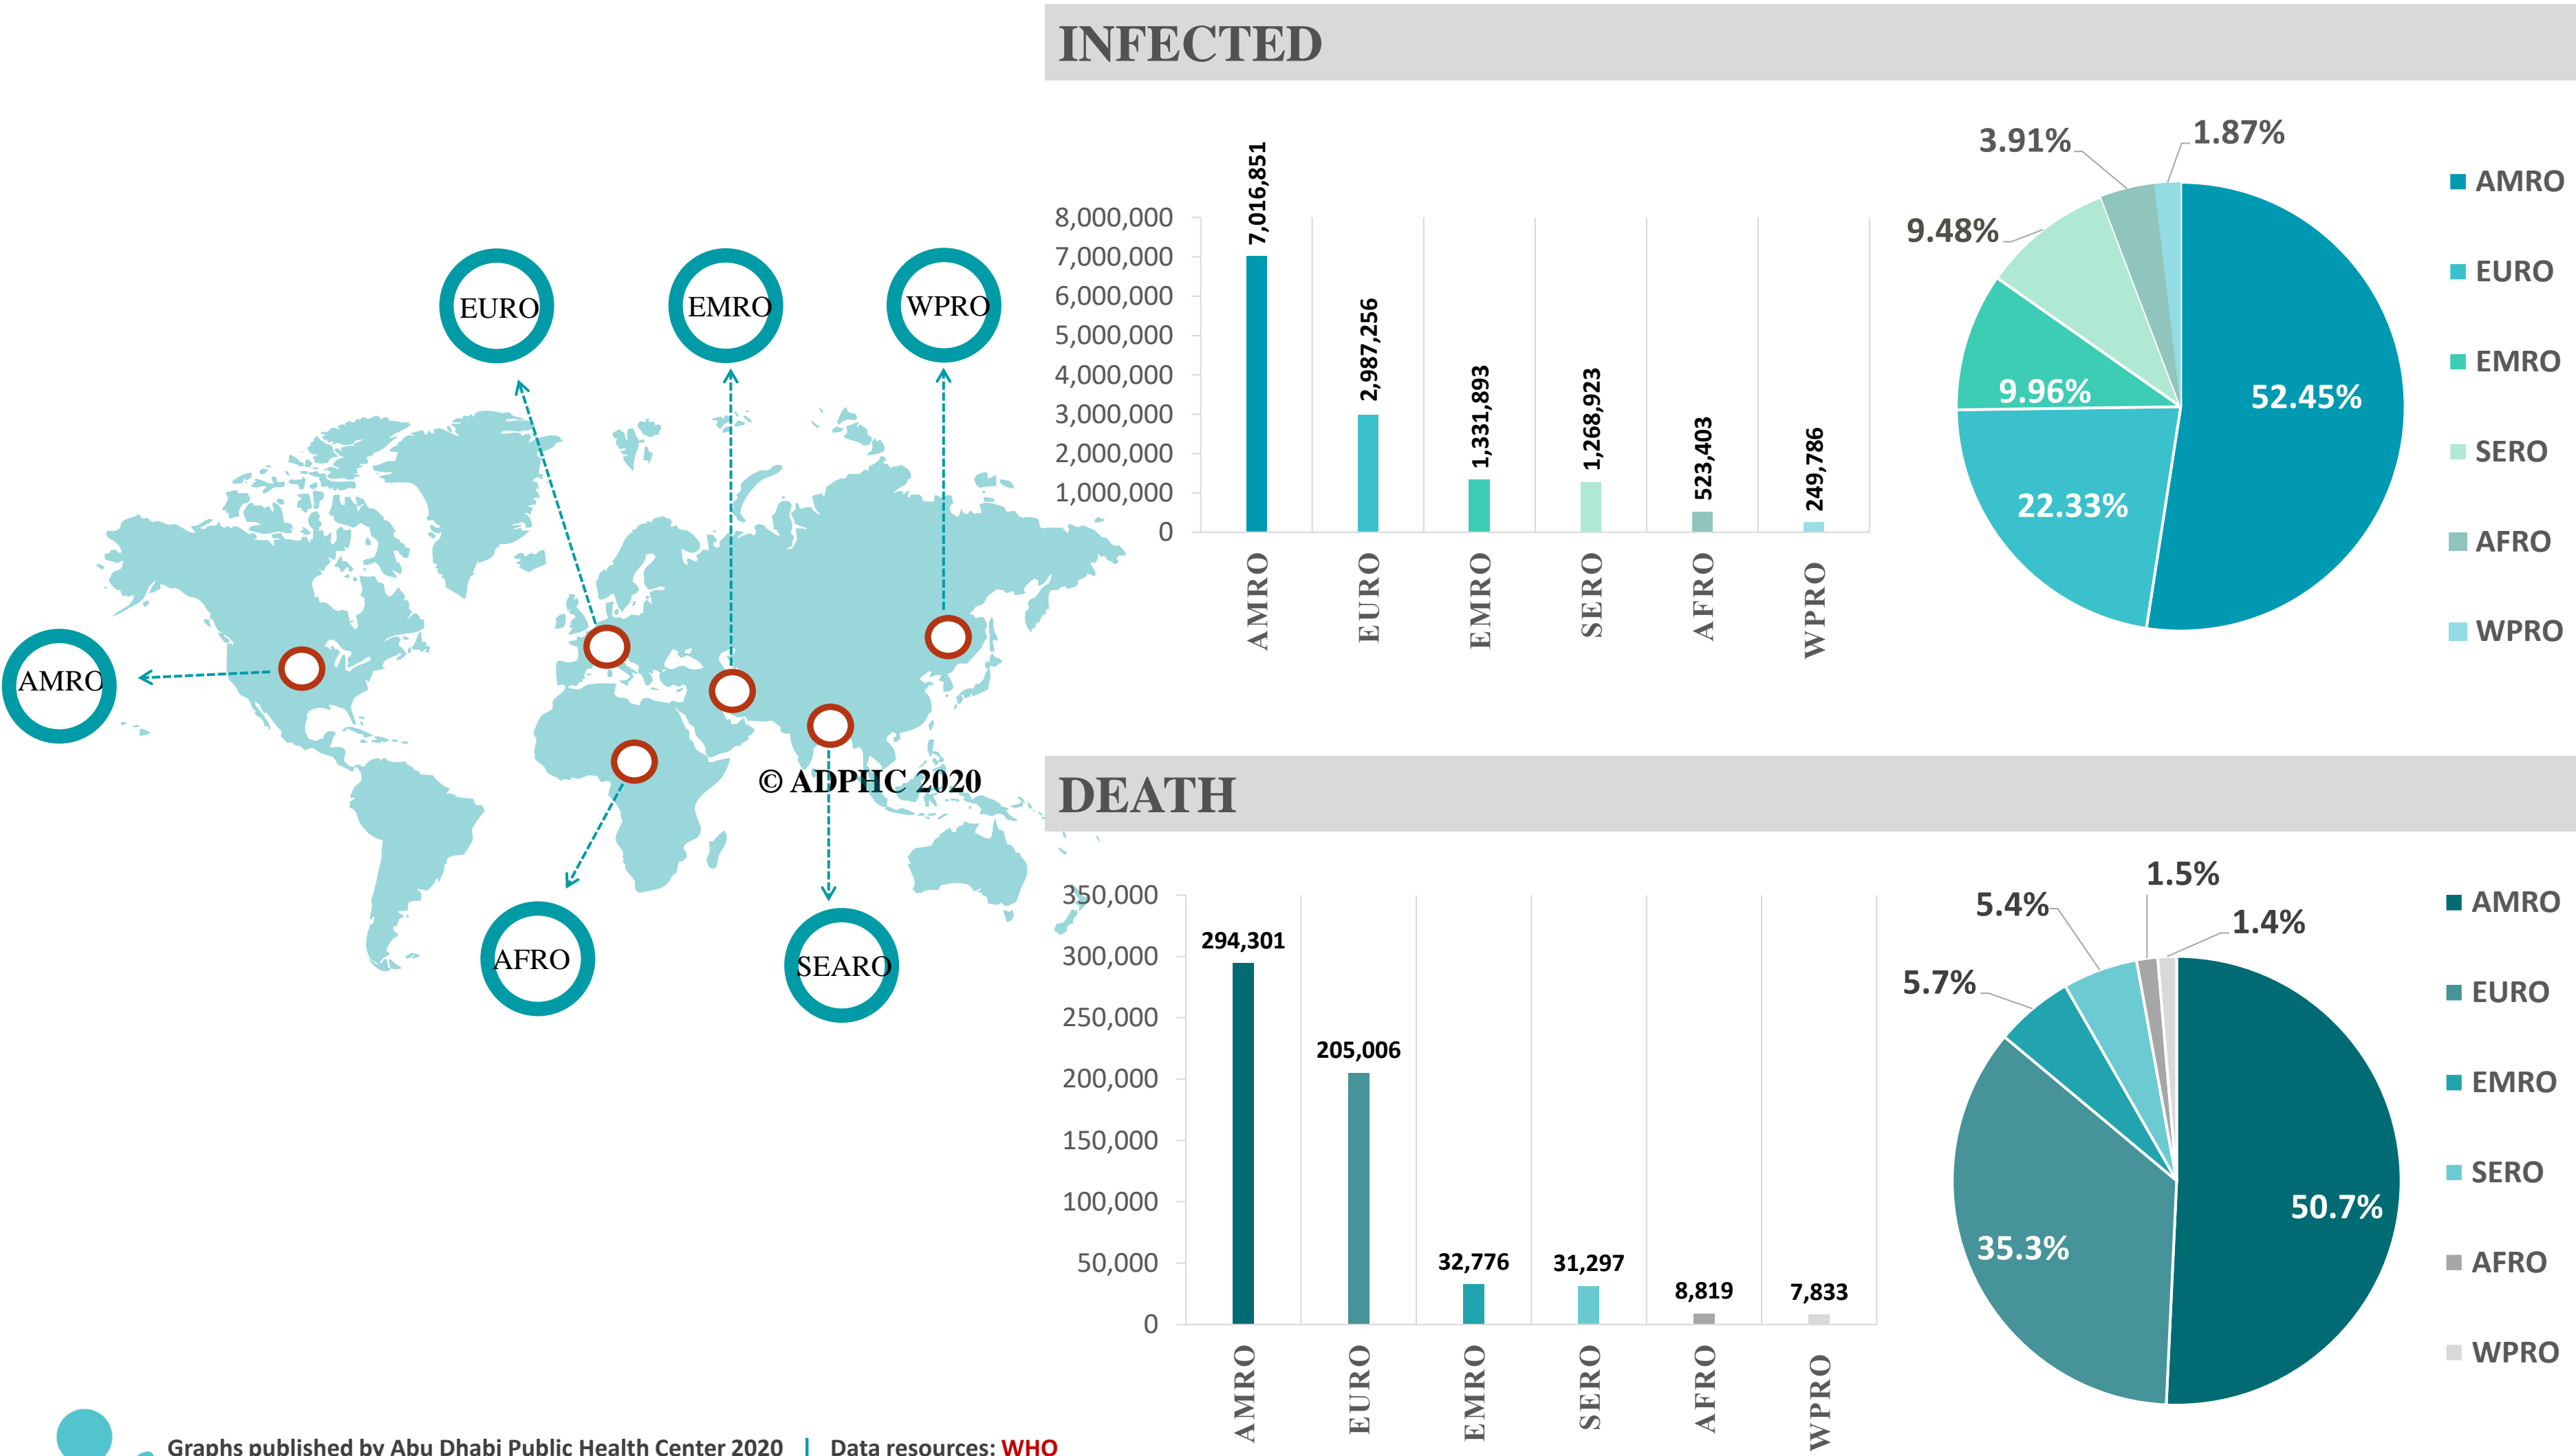 EURO
EMRO
WPRO
AMRO
AFRO
SEARO
© ADPHC 2020
INFECTED
8,000,000
7,000,000
6,000,000
5,000,000
4,000,000
3,000,000
2,000,000
1,000,000
0
7,016,851
2,987,256
1,331,893
1,268,923
523,403
249,786
AMRO
EURO
EMRO
SERO
AFRO
WPRO
3.91%
1.87%
9.48%
9.96%
52.45%
22.33%
AMRO
EURO
EMRO
SERO
AFRO
WPRO
DEATH
350,000
300,000
250,000
200,000
150,000
100,000
50,000
0
294,301
205,006
32,776
31,297
8,819
7,833
AMRO
EURO
EMRO
SERO
AFRO
WPRO
1.5%
5.4%
1.4%
5.7%
50.7%
35.3%
AMRO
EURO
EMRO
SERO
AFRO
WPRO
Graphs published by Abu Dhabi Public Health Center 2020 | Data resources: WHO